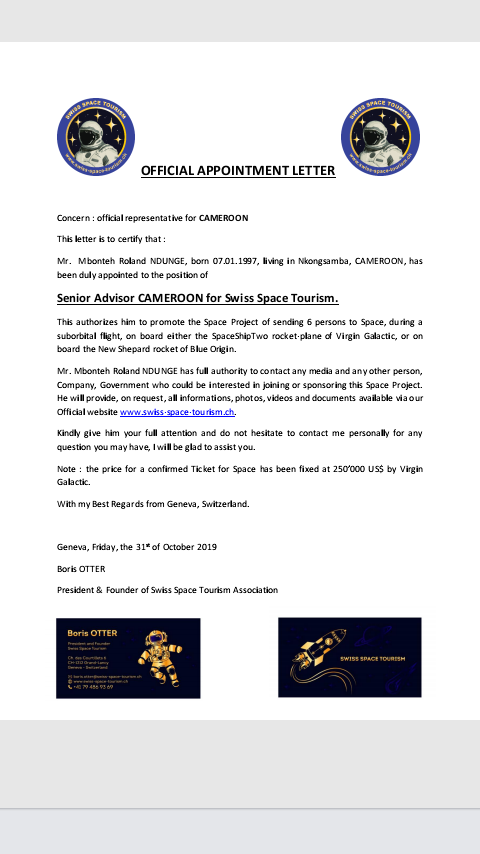 SWISS SPACE TOURISM
www.swiss-space-tourism.ch
SWISS SPACE TOURISM
www.swiss-space-tourism.ch
OFFICIAL APPOINTMENT LETTER
Concern : official representative for CAMEROON
This letter is to certify that :
Mr. Mbonteh Roland NDUNGE, born 07.01.1997, living in Nkongsamba, CAMEROON, has
been duly appointed to the position of
Senior Advisor CAMEROON for Swiss Space Tourism.
This authorizes him to promote the Space Project of sending 6 persons to Space, during a
suborbital flight, on board either the SpaceShipTwo rocket-plane of Virgin Galactic, or on
board the New Shepard rocket of Blue Origin.
Mr. Mbonteh Roland NDUNGE has full authority to contact any media and any other person,
Company, Government who could be interested in joining or sponsoring this Space Project.
He will provide, on request, all informations, photos, videos and documents available via our
Official website www.swiss-space-tourism.ch.
Kindly give him your full attention and do not hesitate to contact me personally for any
question you may have, I will be glad to assist you.
Note : the price for a confirmed Ticket for Space has been fixed at 250'000 US$ by Virgin
Galactic.
With my Best Regards from Geneva, Switzerland.
Geneva, Friday, the 31st of October 2019
Boris OTTER
President & Founder of Swiss Space Tourism Association
Boris OTTER
President and Founder
Swiss Space Tourism
Ch. des Courtillets 6
CH-1212 Grand-Lancy
Geneva - Switzerland
boris.otter@swiss-space-tourism.ch
www.swiss-space-tourism.ch
+41 79 486 93 69
SWISS SPACE TOURISM